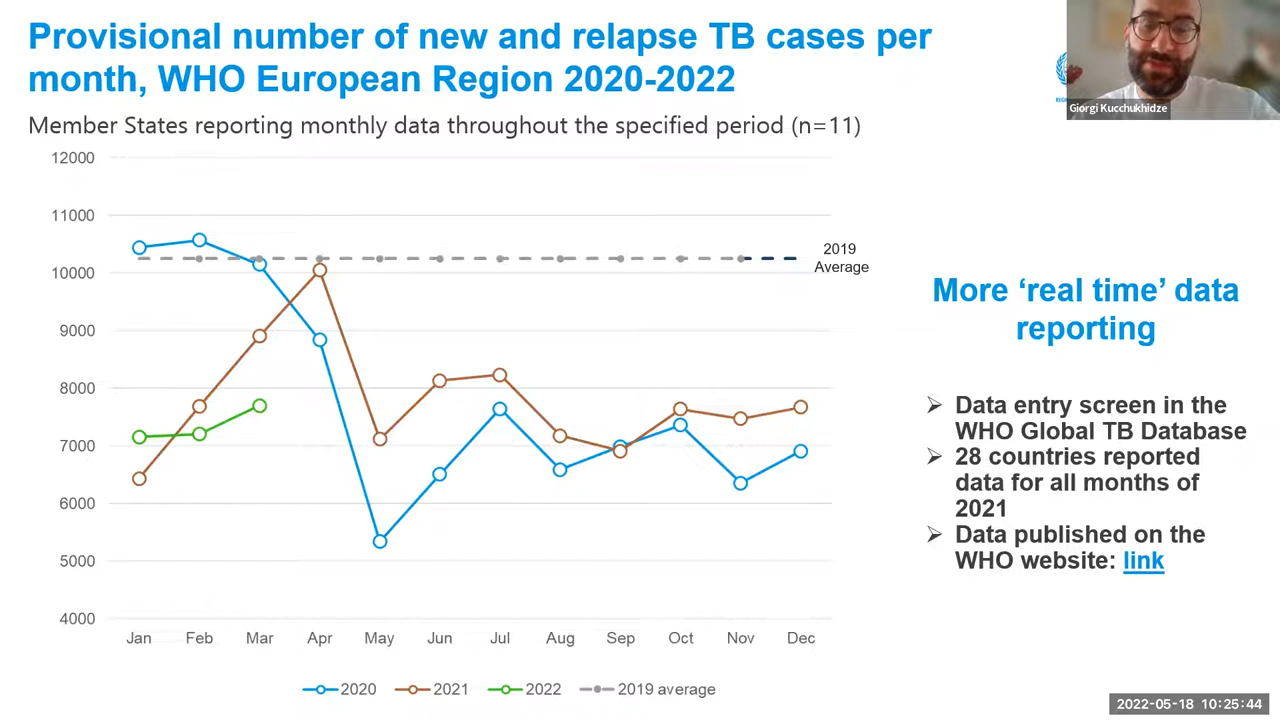 Provisional number of new and relapse TB cases per
month, WHO European Region 2020-2022
Member States reporting monthly data throughout the specified period (n=11)
Giorgi Kucchukhidze
12000
11000
10000
9000
8000
7000
6000
5000
4000
2019
Average
Jan Feb Mar Apr May Jun Jul Aug Sep Oct Nov Dec
2020 2021 2022 2019 average
More ‘real time’ data
reporting
➢ Data entry screen in the
WHO Global TB Database
➢ 28 countries reported
data for all months of
2021
➢ Data published on the
WHO website: link
2022-05-18 10:25:44